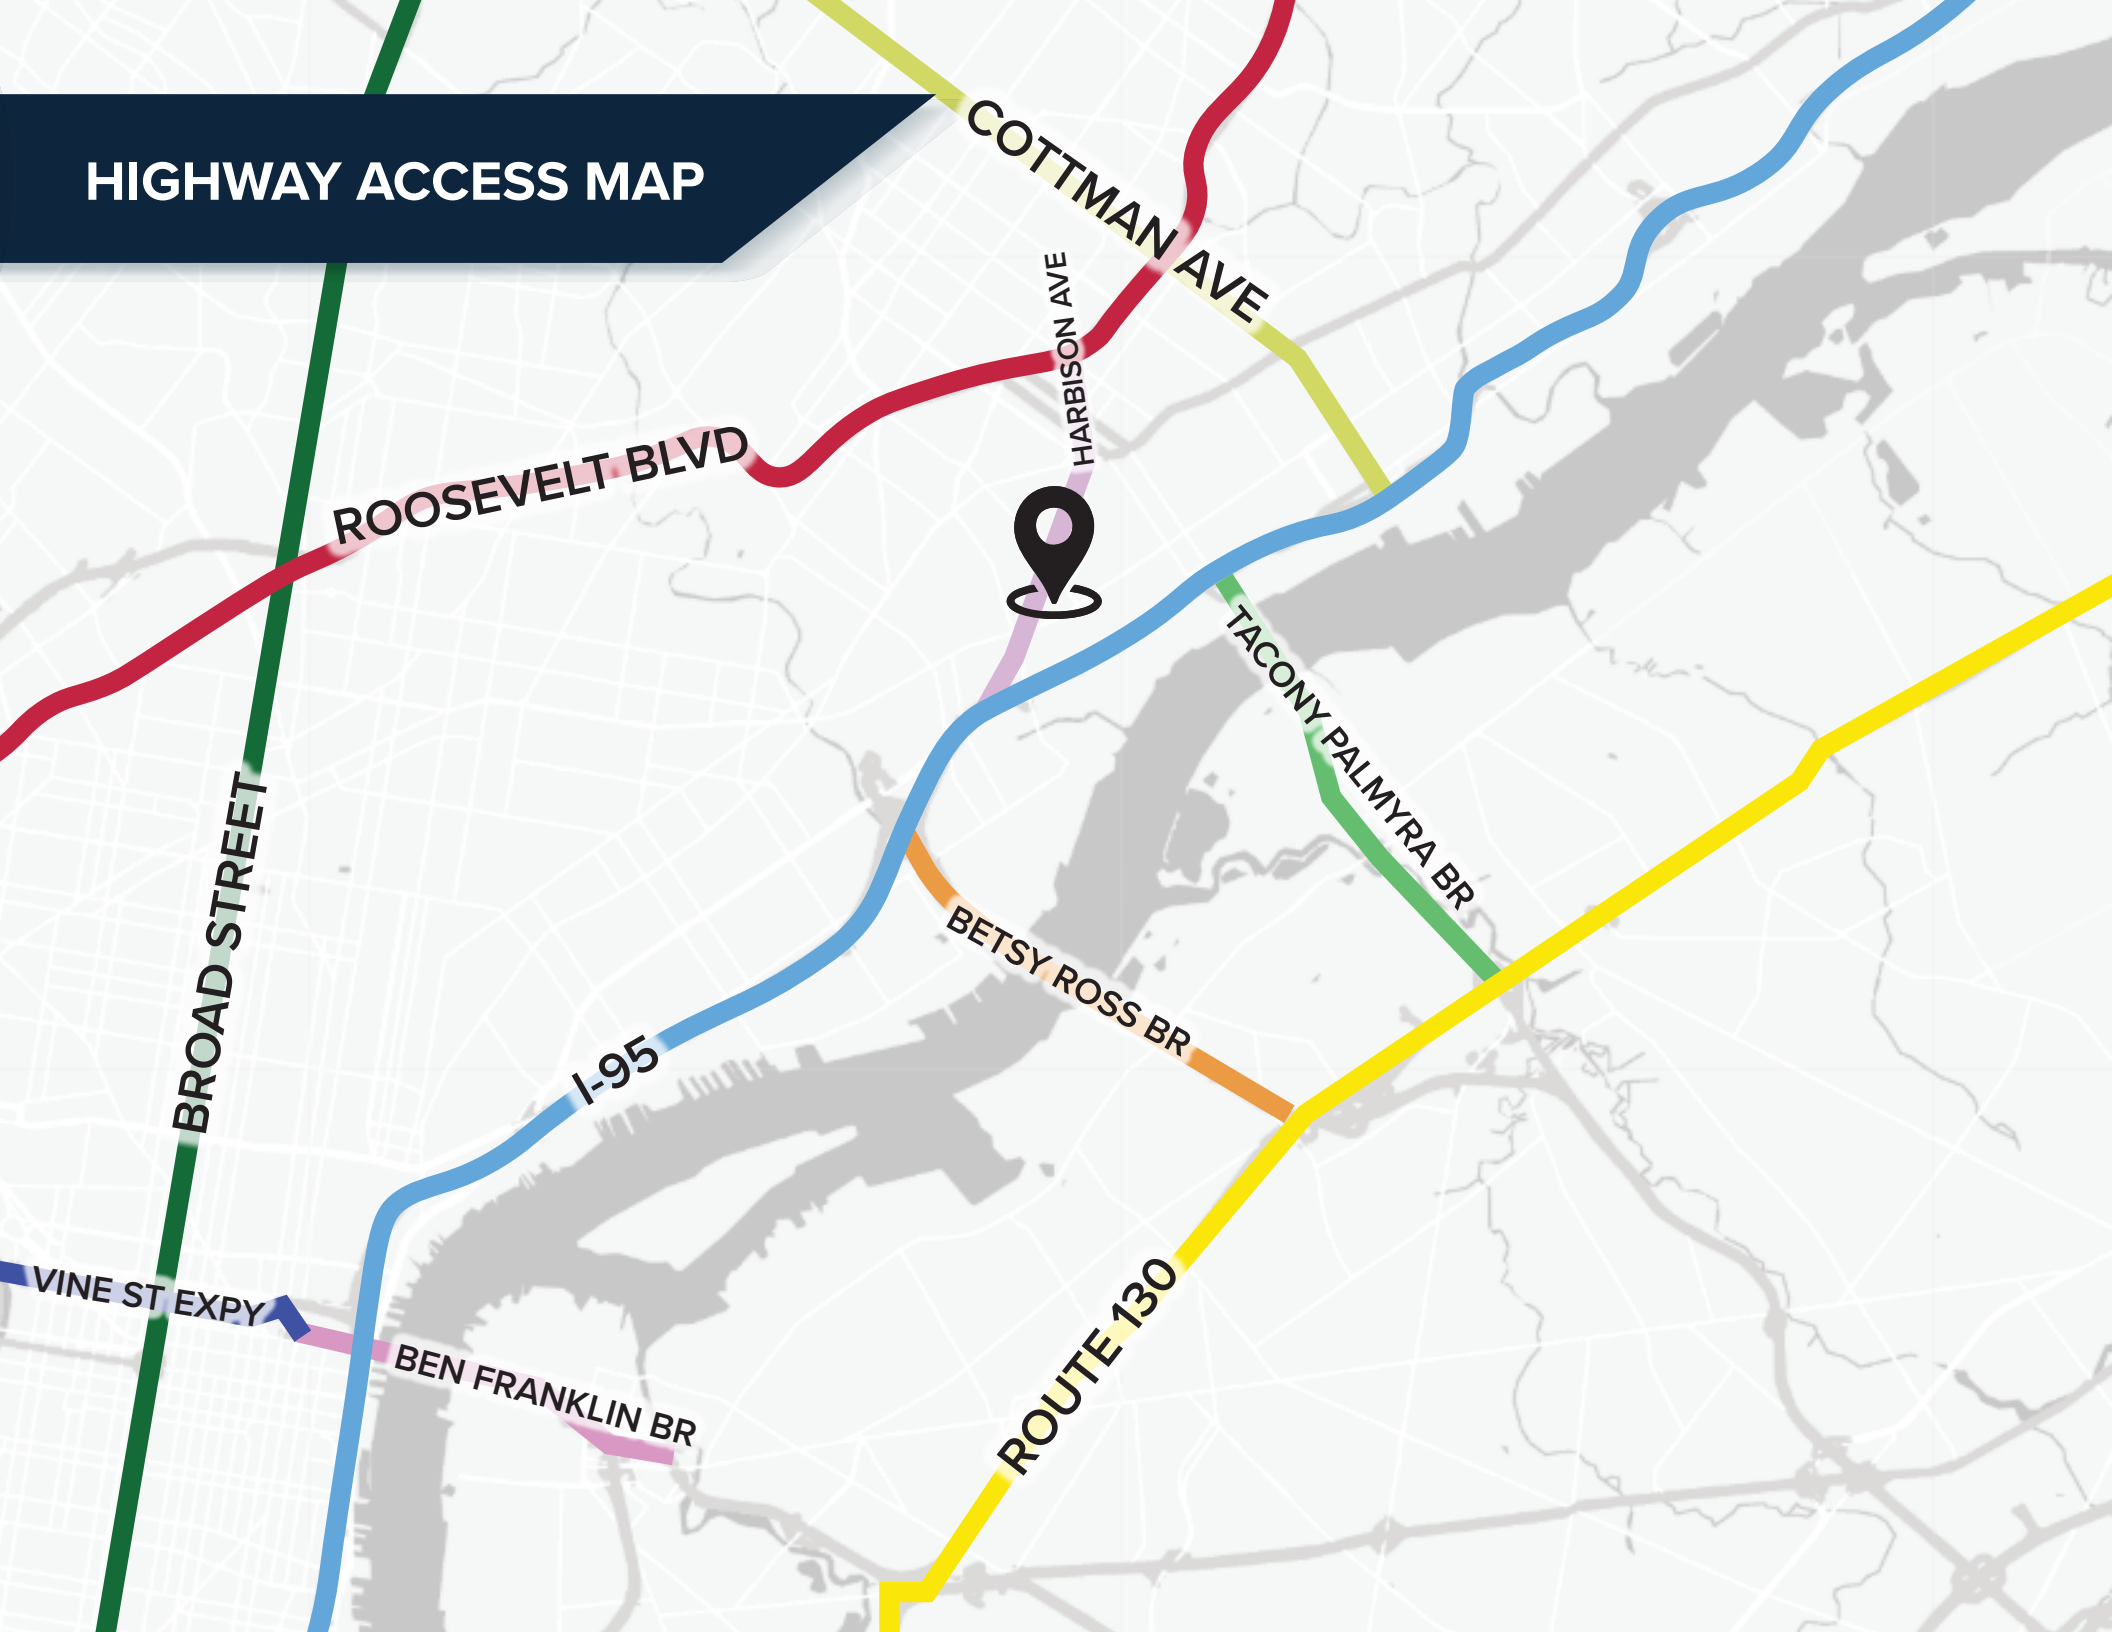 HIGHWAY ACCESS MAP
COTTMAN AVE
HARBISON AVE
ROOSEVELT BLVD
TACONY PALMYRA BR
BROAD STREET
BETSY ROSS BR
I-95
VINE ST EXPY
BEN FRANKLIN BR
ROUTE 130